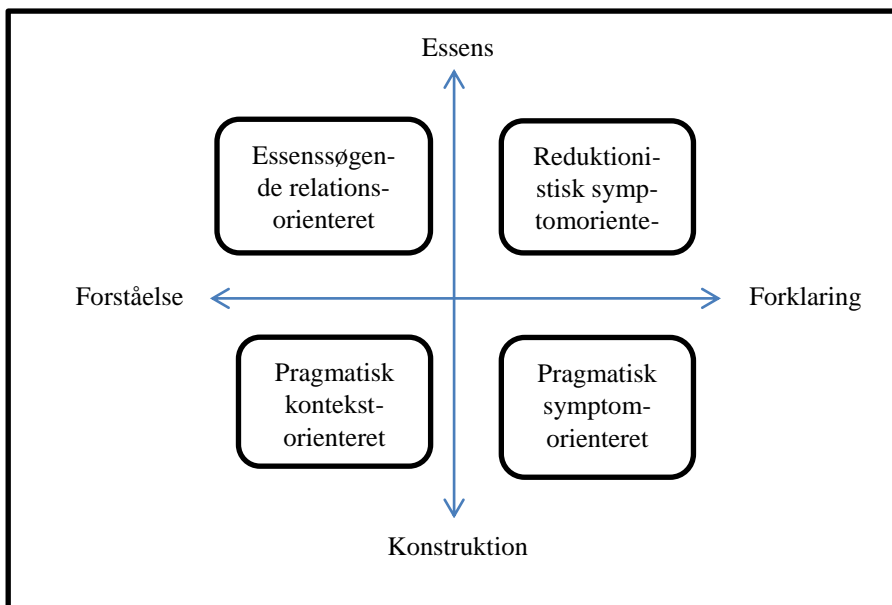 Essens
Essenssøgen-
de relations-
orienteret
Reduktioni-
stisk symp-
tomoriente-
Forståelse
Forklaring
Pragmatisk
kontekst-
orienteret
Pragmatisk
symptom-
orienteret
Konstruktion